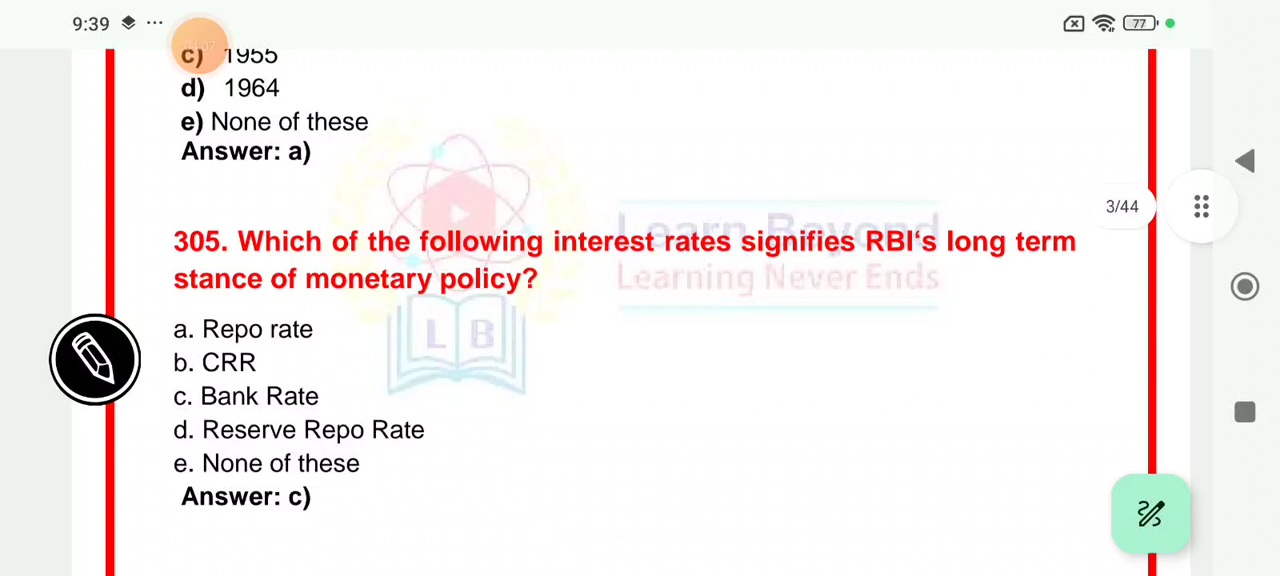 9:39 ...
77
c) 1955
d) 1964
e) None of these
Answer: a)
3/44
Learn Beyond
Learning Never Ends
305. Which of the following interest rates signifies RBI‘s long term
stance of monetary policy?
L B
a. Repo rate
b. CRR
c. Bank Rate
d. Reserve Repo Rate
e. None of these
Answer: c)